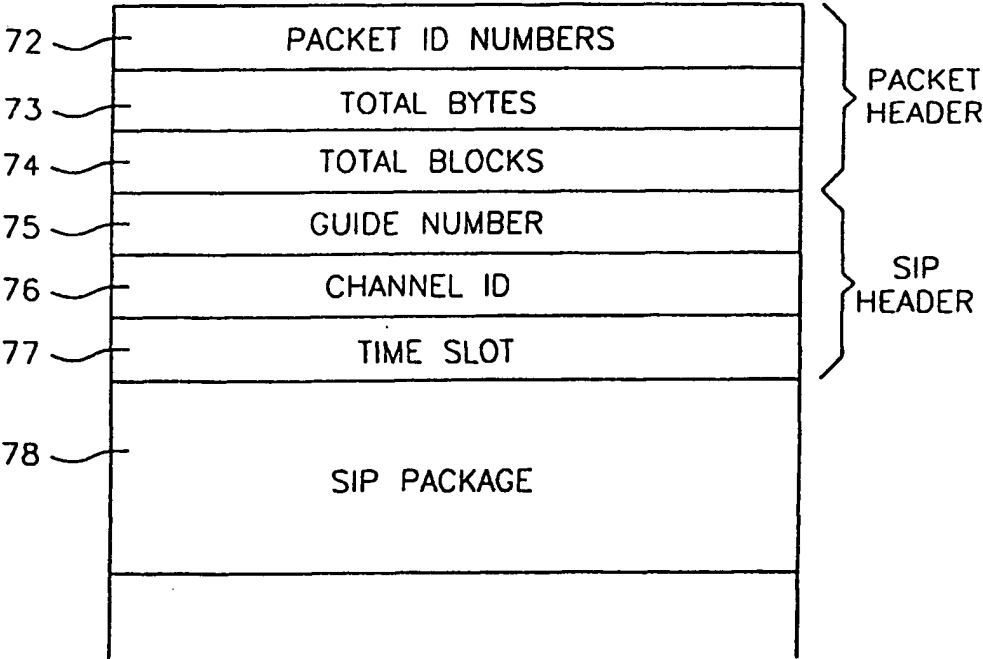 72 PACKET ID NUMBERS
73 TOTAL BYTES
74 TOTAL BLOCKS
PACKET
HEADER
75 GUIDE NUMBER
76 CHANNEL ID
77 TIME SLOT
SIP
HEADER
78 SIP PACKAGE